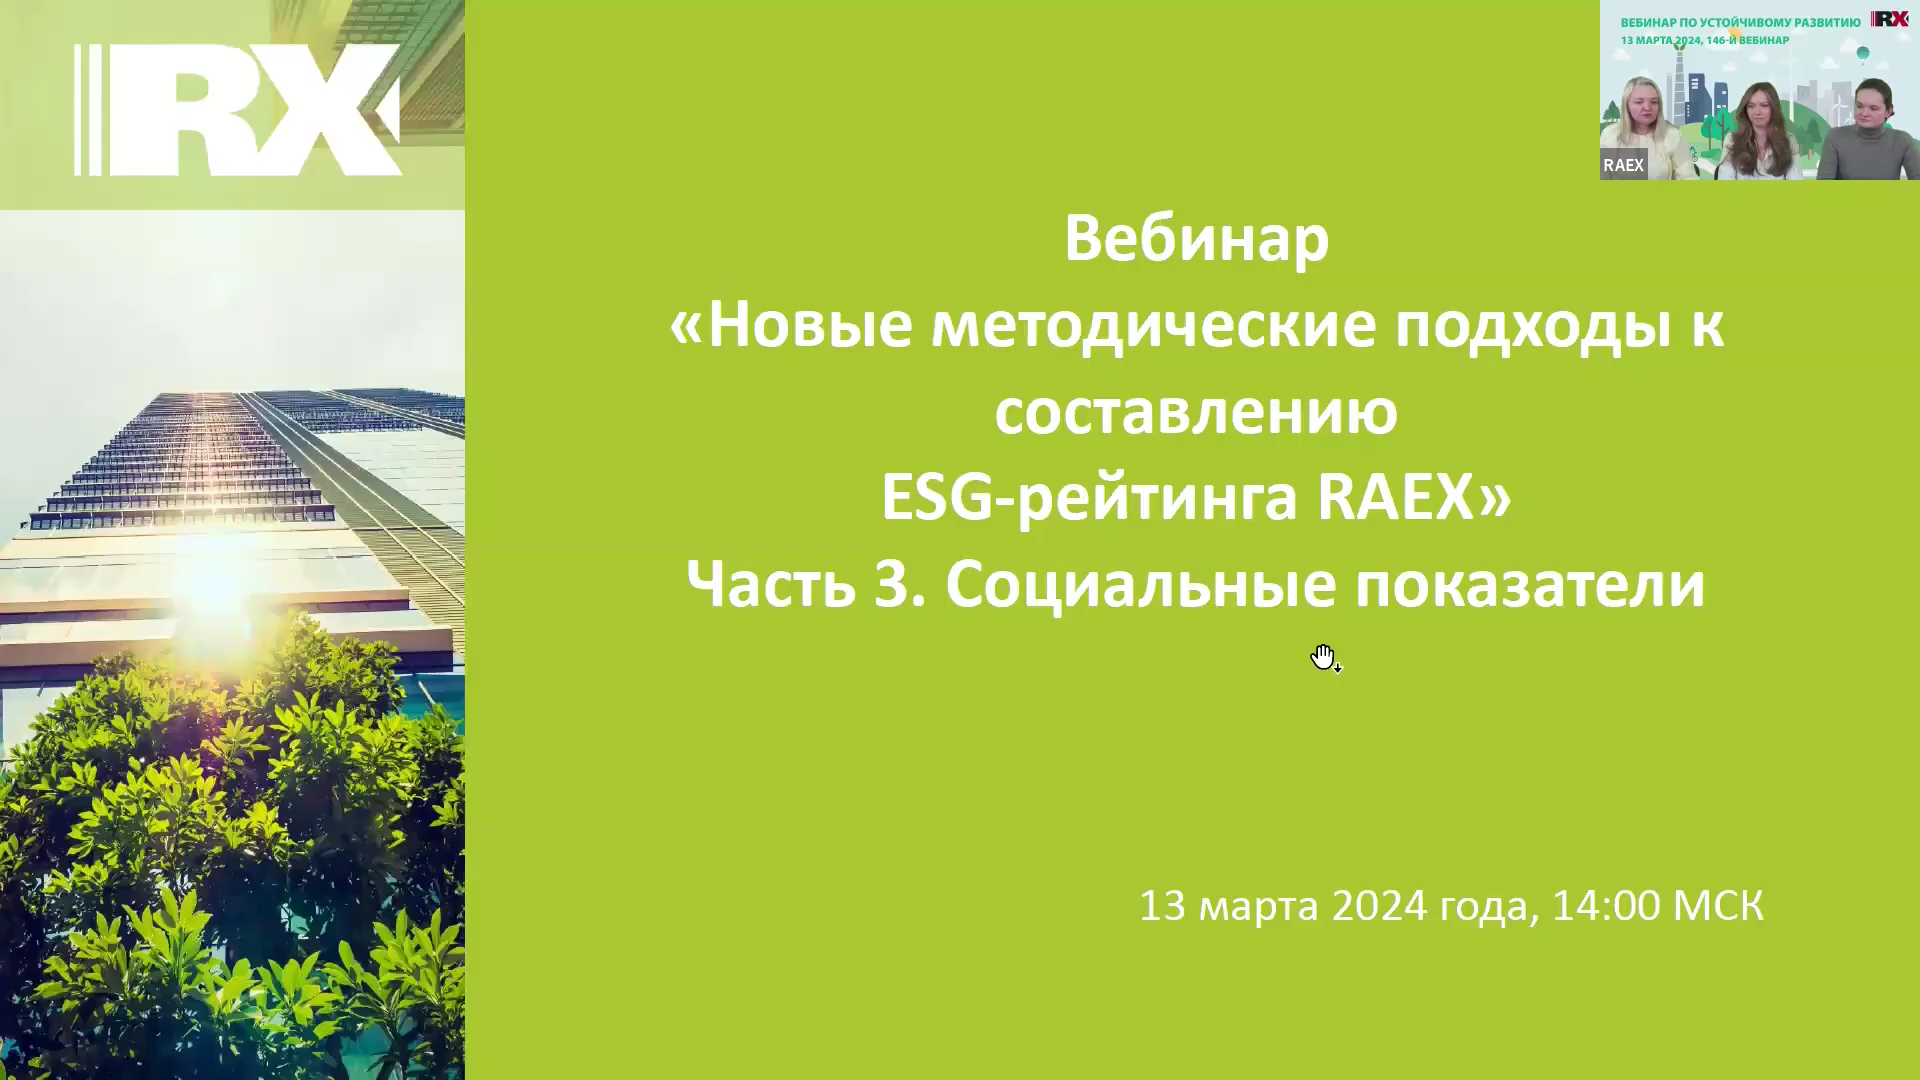 RX
ВЕБИНАР ПО УСТОЙЧИВОМУ РАЗВИТИЮ RX
13 МАРТА 2024, 146-Й ВЕБИНАР
RAEX
Вебинар
«Новые методические подходы к
составлению
ESG-рейтинга RAEX»
Часть 3. Социальные показатели
13 марта 2024 года, 14:00 МСК